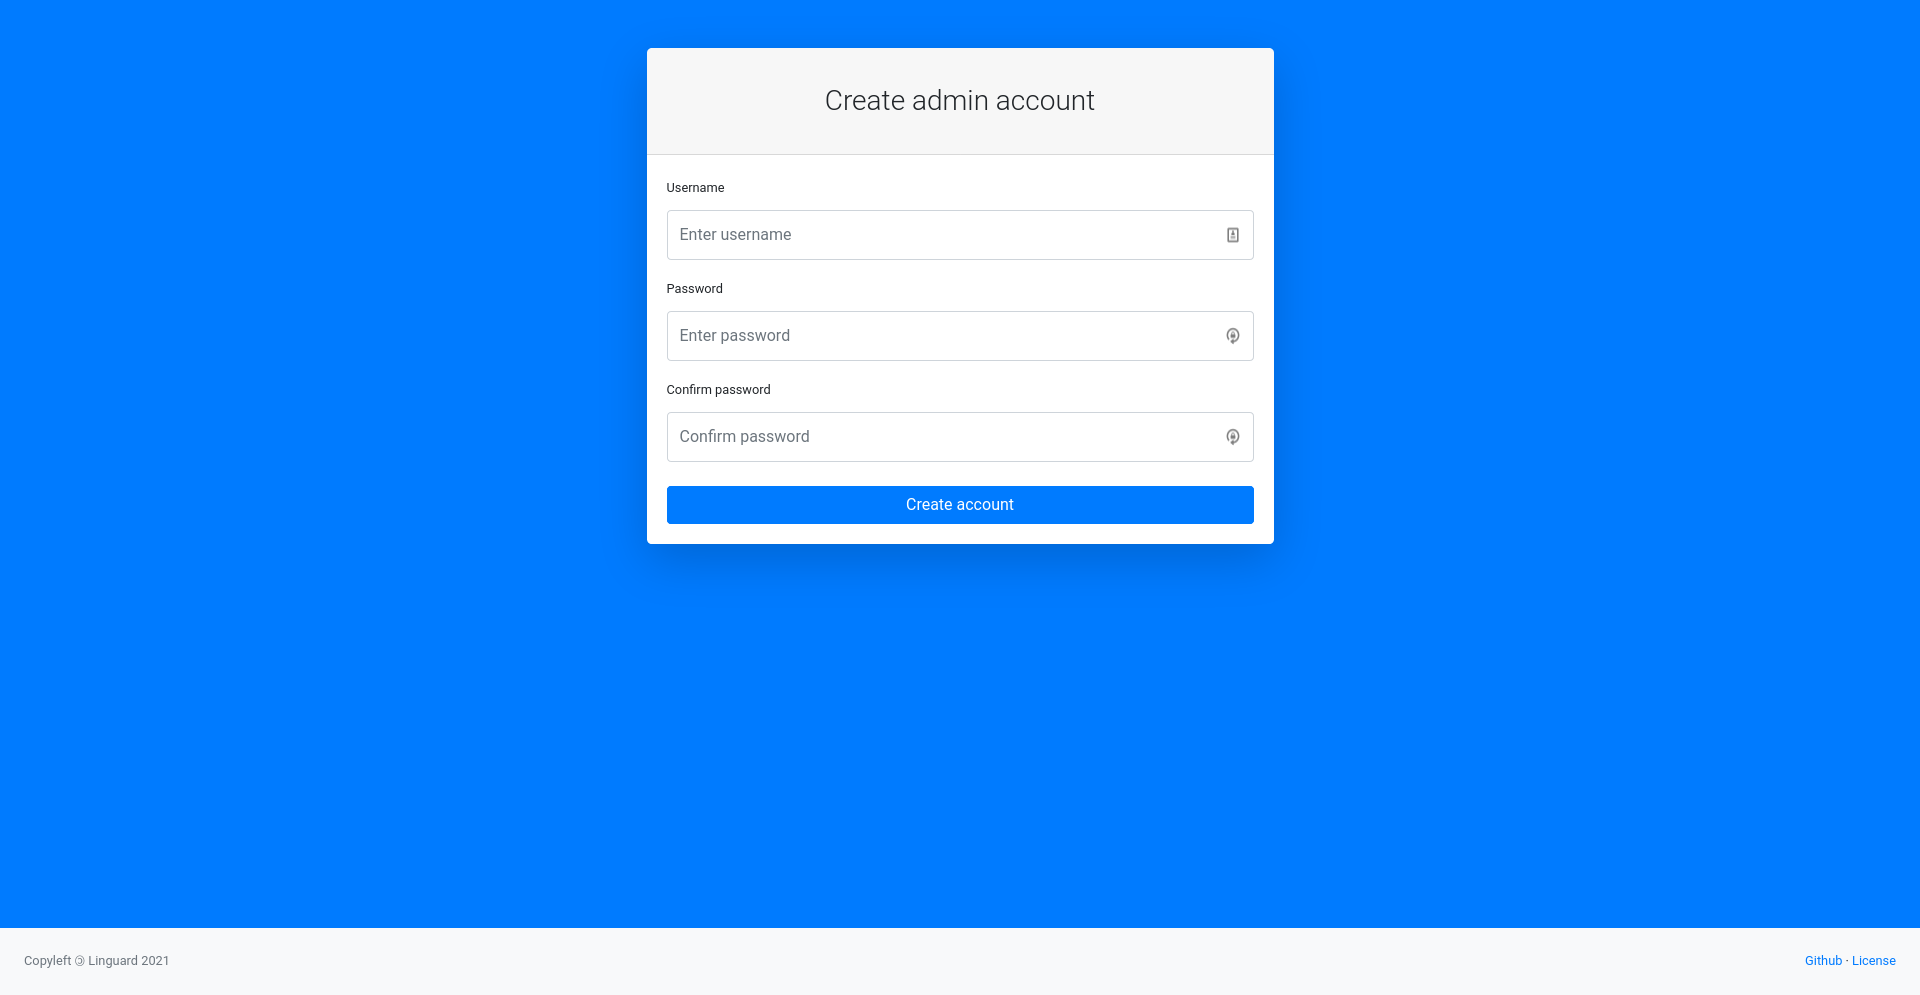 Create admin account
Username
Enter username
Password
Enter password
Confirm password
Confirm password
Create account
Copyleft 🄯 Linguard 2021
Github · License